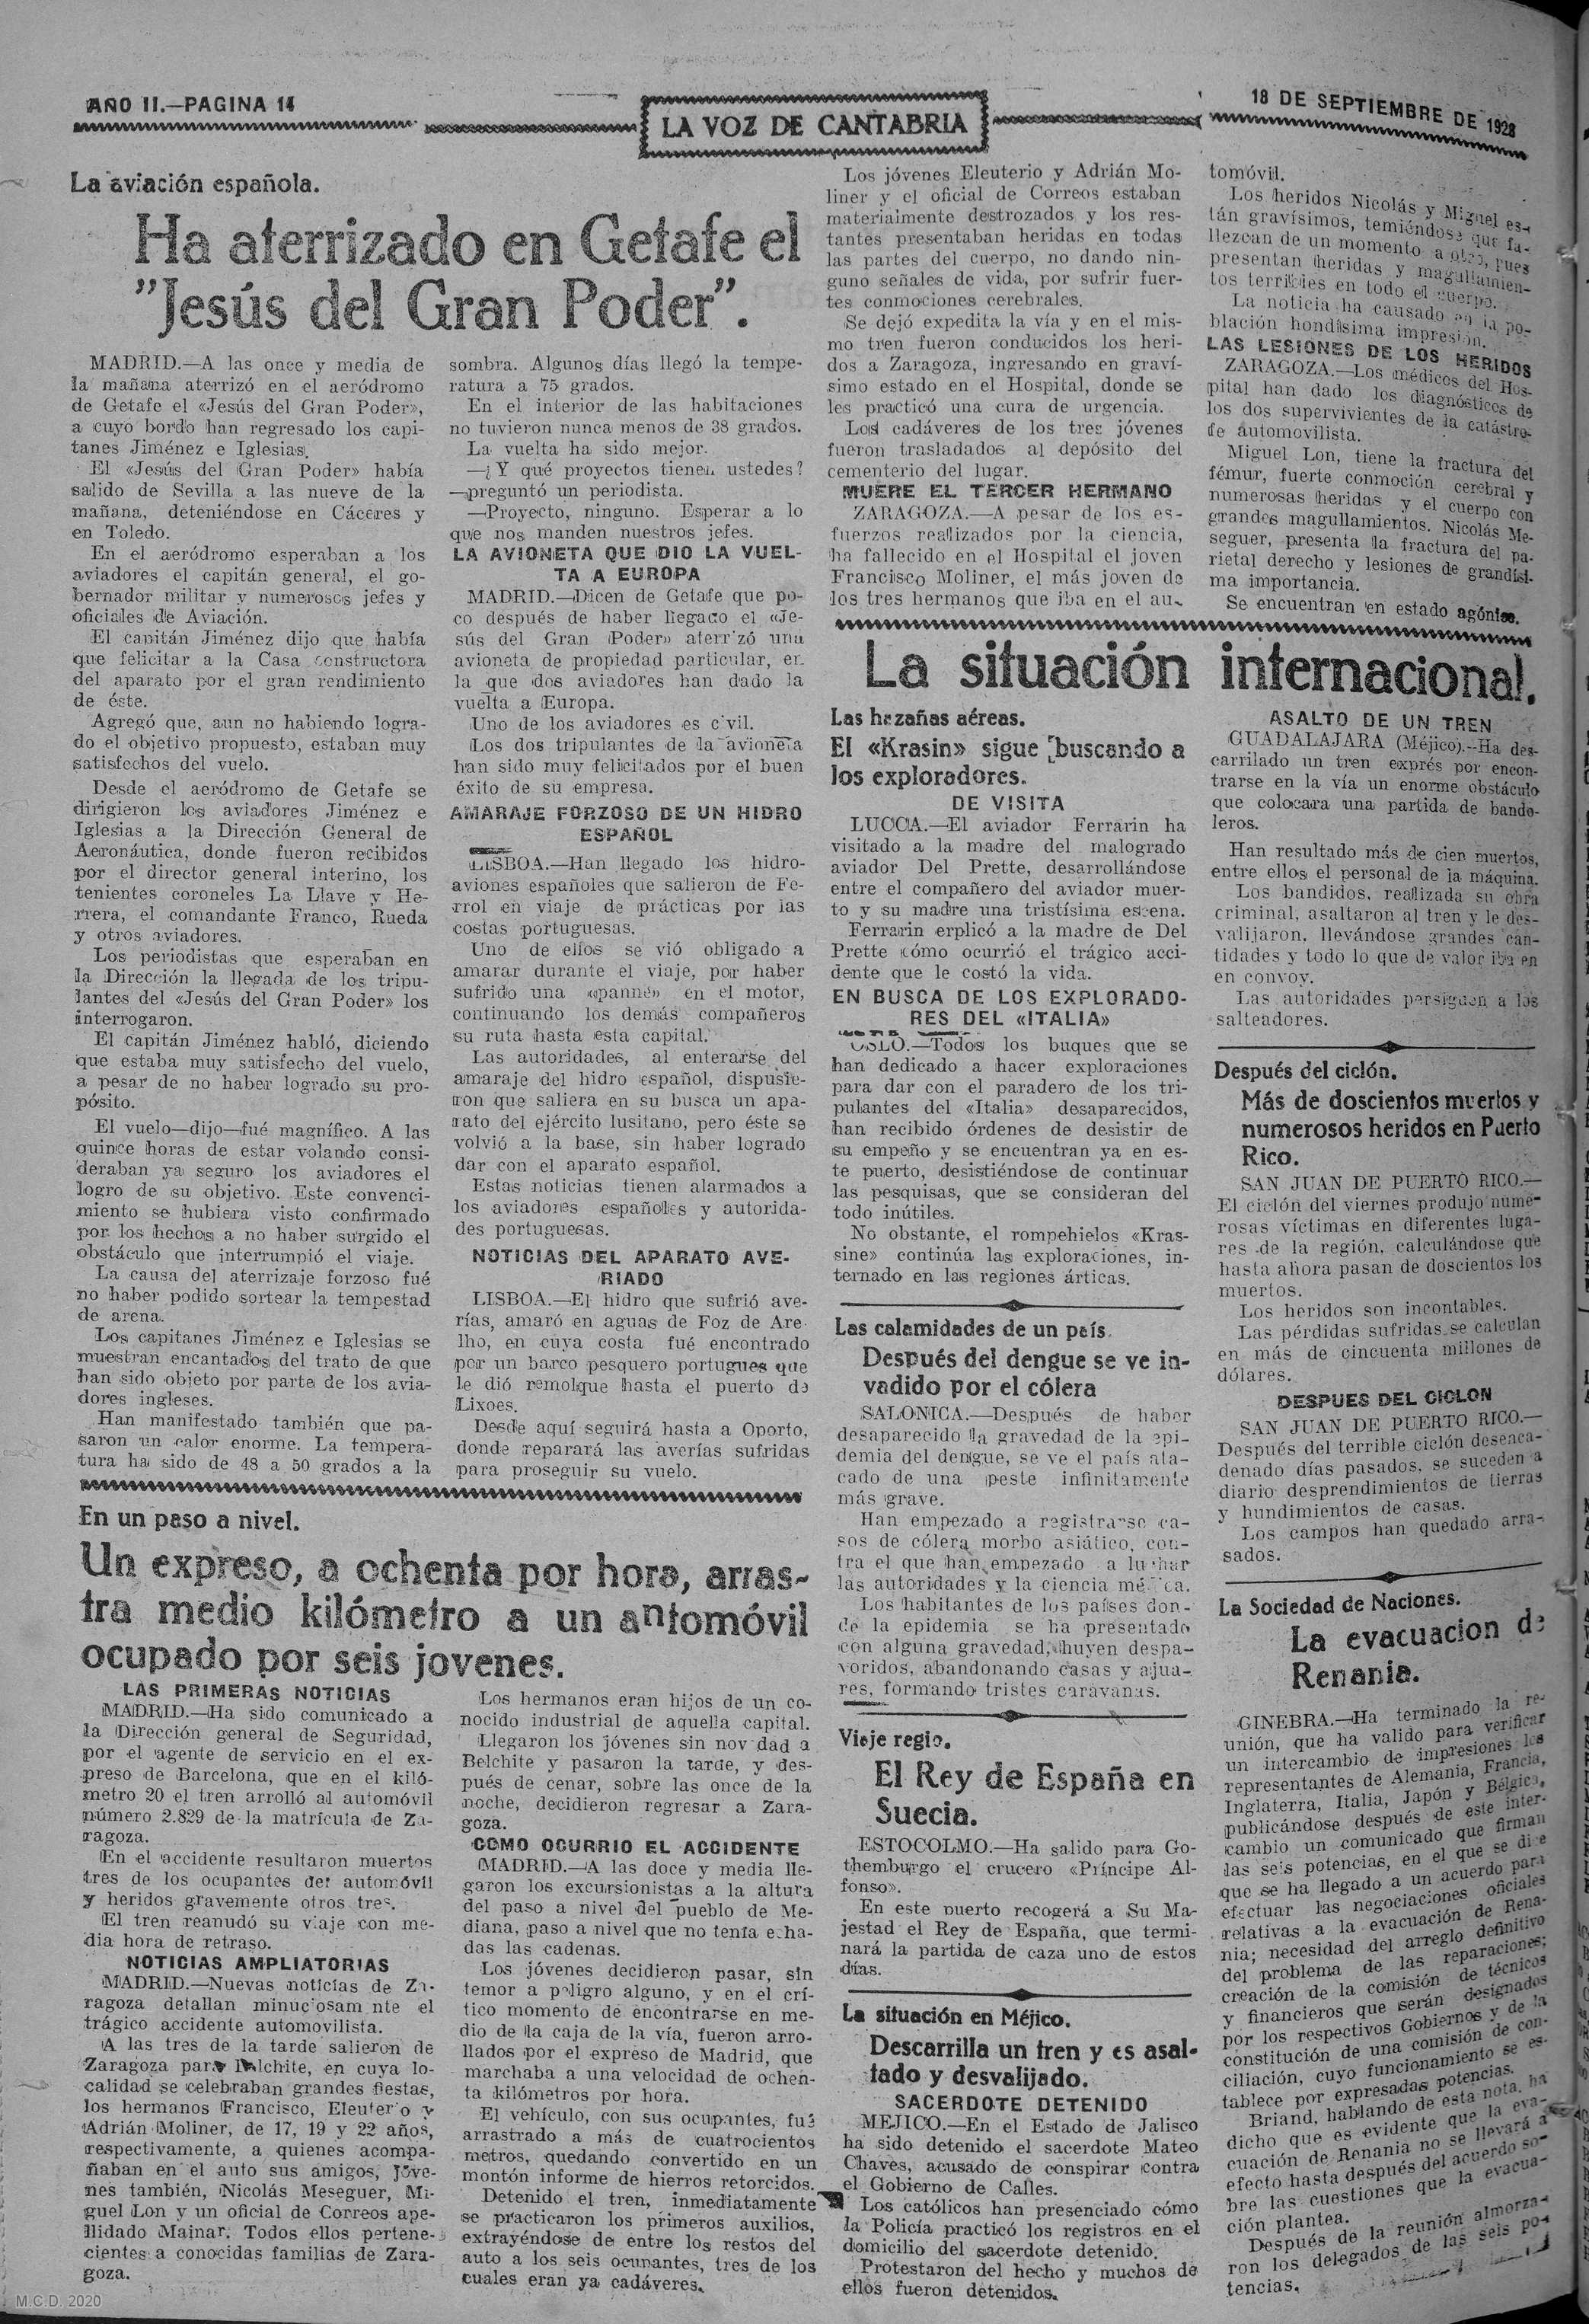 AÑO II.—PAGINA 14
LA VOZ DE CANTABRIA
18 DE SEPTIEMBRE DE 1928
La aviación española.
Ha aterrizado en Getafe el
"Jesús del Gran Poder".
MADRID.—A las once y media de
la mañana aterrizó en el aeródromo
de Getafe el «Jesús del Gran Poder»,
a cuyo bordo han regresado los capi-
tanes Jiménez e Iglesias.
El «Jesús del Gran Poder» había
salido de Sevilla a las nueve de la
mañana, deteniéndose en Cáceres y
en Toledo.
En el aeródromo esperaban a los
aviadores el capitán general, el go-
bernador militar y numerosos jefes y
oficiales de Aviación.
El capitán Jiménez dijo que había
que felicitar a la Casa constructora
del aparato por el gran rendimiento
de éste.
Agregó que, aun no habiendo logra-
do el objetivo propuesto, estaban muy
satisfechos del vuelo.
Desde el aeródromo de Getafe se
dirigieron los aviadores Jiménez e
Iglesias a la Dirección General de
Aeronáutica, donde fueron recibidos
por el director general interino, los
tenientes coroneles La Llave y He-
rrera, el comandante Franco, Rueda
y otros aviadores.
Los periodistas que esperaban en
la Dirección la llegada de los tripu-
lantes del «Jesús del Gran Poder» los
interrogaron.
El capitán Jiménez habló, diciendo
que estaba muy satisfecho del vuelo,
a pesar de no haber logrado su pro-
pósito.
El vuelo—dijo—fué magnífico. A las
quince horas de estar volando consi-
deraban ya seguro los aviadores el
logro de su objetivo. Este convenci-
miento se hubiera visto confirmado
por los hechos a no haber surgido el
obstáculo que interrumpió el viaje.
La causa del aterrizaje forzoso fué
no haber podido sortear la tempestad
de arena.
Los capitanes Jiménez e Iglesias se
muestran encantados del trato de que
han sido objeto por parte de los avia-
dores ingleses.
Han manifestado también que pa-
saron un calor enorme. La tempera-
tura ha sido de 48 a 50 grados a la
sombra. Algunos días llegó la tempe-
ratura a 75 grados.
En el interior de las habitaciones
no tuvieron nunca menos de 38 grados.
La vuelta ha sido mejor.
—¿Y qué proyectos tienen ustedes?
—preguntó un periodista.
—Proyecto, ninguno. Esperar a lo
que nos manden nuestros jefes.
LA AVIONETA QUE DIO LA VUEL-
TA A EUROPA
MADRID.—Dicen de Getafe que po-
co después de haber llegado el «Je-
sús del Gran Poder» aterrizó una
avioneta de propiedad particular, en
la que dos aviadores han dado la
vuelta a Europa.
Uno de los aviadores es civil.
Los dos tripulantes de la avioneta
han sido muy felicitados por el buen
éxito de su empresa.
AMARAJE FORZOSO DE UN HIDRO
ESPAÑOL
LISBOA.—Han llegado los hidro-
aviones españoles que salieron de Fe-
rrol en viaje de prácticas por las
costas portuguesas.
Uno de ellos se vió obligado a
amarar durante el viaje, por haber
sufrido una «panne» en el motor,
continuando los demás compañeros
su ruta hasta esta capital.
Las autoridades, al enterarse del
amaraje del hidro español, dispusie-
ron que saliera en su busca un apa-
rato del ejército lusitano, pero éste se
volvió a la base, sin haber logrado
dar con el aparato español.
Estas noticias tienen alarmados a
los aviadores españoles y autorida-
des portuguesas.
NOTICIAS DEL APARATO AVE-
RIADO
LISBOA.—El hidro que sufrió ave-
rías, amaró en aguas de Foz de Are-
lho, en cuya costa fué encontrado
por un barco pesquero portugues que
le dió remolque hasta el puerto de
Lixoes.
Desde aquí seguirá hasta a Oporto,
donde reparará las averías sufridas
para proseguir su vuelo.
En un paso a nivel.
Un expreso, a ochenta por hora, arras-
tra medio kilómetro a un automóvil
ocupado por seis jovenes.
LAS PRIMERAS NOTICIAS
MADRID.—Ha sido comunicado a
la Dirección general de Seguridad,
por el agente de servicio en el ex-
preso de Barcelona, que en el kiló-
metro 20 el tren arrolló al automóvil
número 2.829 de la matrícula de Za-
ragoza.
En el accidente resultaron muertos
tres de los ocupantes del automóvil
y heridos gravemente otros tres.
El tren reanudó su viaje con me-
dia hora de retraso.
NOTICIAS AMPLIATORIAS
MADRID.—Nuevas noticias de Za-
ragoza detallan minuciosamente el
trágico accidente automovilista.
A las tres de la tarde salieron de
Zaragoza para Belchite, en cuya lo-
calidad se celebraban grandes fiestas,
los hermanos Francisco, Eleuterio y
Adrián Moliner, de 17, 19 y 22 años,
respectivamente, a quienes acompa-
ñaban en el auto sus amigos, jóve-
nes también, Nicolás Meseguer, Mi-
guel Lon y un oficial de Correos ape-
llidado Mainar. Todos ellos pertene-
cientes a conocidas familias de Zara-
goza.
Los hermanos eran hijos de un co-
nocido industrial de aquella capital.
Llegaron los jóvenes sin novedad a
Belchite y pasaron la tarde, y des-
pués de cenar, sobre las once de la
noche, decidieron regresar a Zara-
goza.
COMO OCURRIO EL ACCIDENTE
MADRID.—A las doce y media lle-
garon los excursionistas a la altura
del paso a nivel del pueblo de Me-
diana, paso a nivel que no tenía echa-
das las cadenas.
Los jóvenes decidieron pasar, sin
temor a peligro alguno, y en el crí-
tico momento de encontrarse en me-
dio de la caja de la vía, fueron arro-
llados por el expreso de Madrid, que
marchaba a una velocidad de ochen-
ta kilómetros por hora.
El vehículo, con sus ocupantes, fué
arrastrado a más de cuatrocientos
metros, quedando convertido en un
montón informe de hierros retorcidos.
Detenido el tren, inmediatamente
se practicaron los primeros auxilios,
extrayéndose de entre los restos del
auto a los seis ocupantes, tres de los
cuales eran ya cadáveres.
Los jóvenes Eleuterio y Adrián Mo-
liner y el oficial de Correos estaban
materialmente destrozados y los res-
tantes presentaban heridas en todas
las partes del cuerpo, no dando nin-
guno señales de vida, por sufrir fuer-
tes conmociones cerebrales.
Se dejó expedita la vía y en el mis-
mo tren fueron conducidos los heri-
dos a Zaragoza, ingresando en graví-
simo estado en el Hospital, donde se
les practicó una cura de urgencia.
Los cadáveres de los tres jóvenes
fueron trasladados al depósito del
cementerio del lugar.
MUERE EL TERCER HERMANO
ZARAGOZA.—A pesar de los es-
fuerzos realizados por la ciencia,
ha fallecido en el Hospital el joven
Francisco Moliner, el más joven de
los tres hermanos que iba en el au-
tomóvil.
Los heridos Nicolás y Miguel es-
tán gravísimos, temiéndose que fa-
llezcan de un momento a otro, pues
presentan heridas y magullamien-
tos terribles en todo el cuerpo.
La noticia ha causado en la po-
blación hondísima impresión.
LAS LESIONES DE LOS HERIDOS
ZARAGOZA.—Los médicos del Hos-
pital han dado los diagnósticos de
los dos supervivientes de la catástro-
fe automovilista.
Miguel Lon, tiene la fractura del
fémur, fuerte conmoción cerebral y
numerosas heridas y el cuerpo con
grandes magullamientos. Nicolás Me-
seguer, presenta la fractura del pa-
rietal derecho y lesiones de grandísi-
ma importancia.
Se encuentran en estado agónico.
La situación internacional.
Las hazañas aéreas.
El «Krasin» sigue buscando a
los exploradores.
DE VISITA
LUCCA.—El aviador Ferrarin ha
visitado a la madre del malogrado
aviador Del Prette, desarrollándose
entre el compañero del aviador muer-
to y su madre una tristísima escena.
Ferrarin erplicó a la madre de Del
Prette cómo ocurrió el trágico acci-
dente que le costó la vida.
EN BUSCA DE LOS EXPLORADO-
RES DEL «ITALIA»
OSLO.—Todos los buques que se
han dedicado a hacer exploraciones
para dar con el paradero de los tri-
pulantes del «Italia» desaparecidos,
han recibido órdenes de desistir de
su empeño y se encuentran ya en es-
te puerto, desistiéndose de continuar
las pesquisas, que se consideran del
todo inútiles.
No obstante, el rompehielos «Kras-
sine» continúa las exploraciones, in-
ternado en las regiones árticas.
Las calamidades de un país.
Después del dengue se ve in-
vadido por el cólera
SALONICA.—Después de haber
desaparecido la gravedad de la epi-
demia del dengue, se ve el país ata-
cado de una peste infinitamente
más grave.
Han empezado a registrarse ca-
sos de cólera morbo asiático, con-
tra el que han empezado a luchar
las autoridades y la ciencia médica.
Los habitantes de los países don-
de la epidemia se ha presentado
con alguna gravedad, huyen despa-
voridos, abandonando casas y ajua-
res, formando tristes caravanas.
Viaje regio.
El Rey de España en
Suecia.
ESTOCOLMO.—Ha salido para Go-
themburgo el crucero «Príncipe Al-
fonso».
En este puerto recogerá a Su Ma-
jestad el Rey de España, que termi-
nará la partida de caza uno de estos
días.
La situación en Méjico.
Descarrilla un tren y es asal-
tado y desvalijado.
SACERDOTE DETENIDO
MEJICO.—En el Estado de Jalisco
ha sido detenido el sacerdote Mateo
Chaves, acusado de conspirar contra
el Gobierno de Calles.
Los católicos han presenciado cómo
la Policía practicó los registros en el
domicilio del sacerdote detenido.
Protestaron del hecho y muchos de
ellos fueron detenidos.
ASALTO DE UN TREN
GUADALAJARA (Méjico).--Ha des-
carrilado un tren exprés por encon-
trarse en la vía un enorme obstáculo
que colocara una partida de bando-
leros.
Han resultado más de cien muertos,
entre ellos el personal de la máquina.
Los bandidos, realizada su obra
criminal, asaltaron al tren y le des-
valijaron, llevándose grandes can-
tidades y todo lo que de valor iba en
en convoy.
Las autoridades persiguen a los
salteadores.
Después del ciclón.
Más de doscientos muertos y
numerosos heridos en Puerto
Rico.
SAN JUAN DE PUERTO RICO.—
El ciclón del viernes produjo nume-
rosas víctimas en diferentes luga-
res de la región, calculándose que
hasta ahora pasan de doscientos los
muertos.
Los heridos son incontables.
Las pérdidas sufridas se calculan
en más de cincuenta millones de
dólares.
DESPUES DEL CICLON
SAN JUAN DE PUERTO RICO.—
Después del terrible ciclón deseaca-
denado días pasados, se suceden a
diario desprendimientos de tierras
y hundimientos de casas.
Los campos han quedado arra-
sados.
La Sociedad de Naciones.
La evacuacion de
Renania.
GINEBRA.—Ha terminado la re-
unión, que ha valido para verificar
un intercambio de impresiones los
representantes de Alemania, Francia,
Inglaterra, Italia, Japón y Bélgica,
publicándose después de este inter-
cambio un comunicado que firman
las seis potencias, en el que se dice
que se ha llegado a un acuerdo para
efectuar las negociaciones oficiales
relativas a la evacuación de Rena-
nia; necesidad del arreglo definitivo
del problema de las reparaciones;
creación de la comisión de técnicos
y financieros que serán designados
por los respectivos Gobiernos y de la
constitución de una comisión de con-
ciliación, cuyo funcionamiento se es-
tablece por expresadas potencias.
Briand, hablando de esta nota, ha
dicho que es evidente que la eva-
cuación de Renania no se llevará a
efecto hasta después del acuerdo so-
bre las cuestiones que la evacua-
ción plantea.
Después de la reunión almorza-
ron los delegados de las seis po-
tencias.
M.C.D. 2020